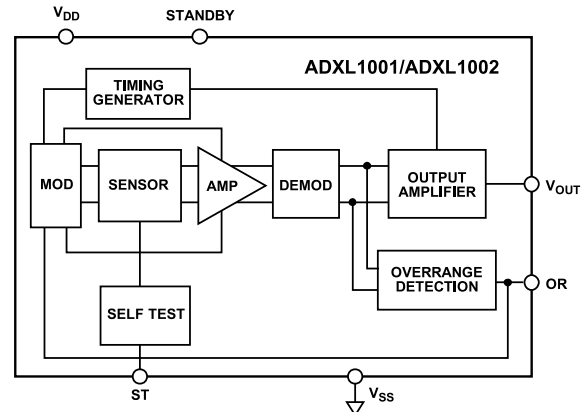 VDD
STANDBY
ADXL1001/ADXL1002
TIMING
GENERATOR
MOD
SENSOR
AMP
DEMOD
OUTPUT
AMPLIFIER
VOUT
OVERRANGE
DETECTION
OR
SELF TEST
ST
VSS